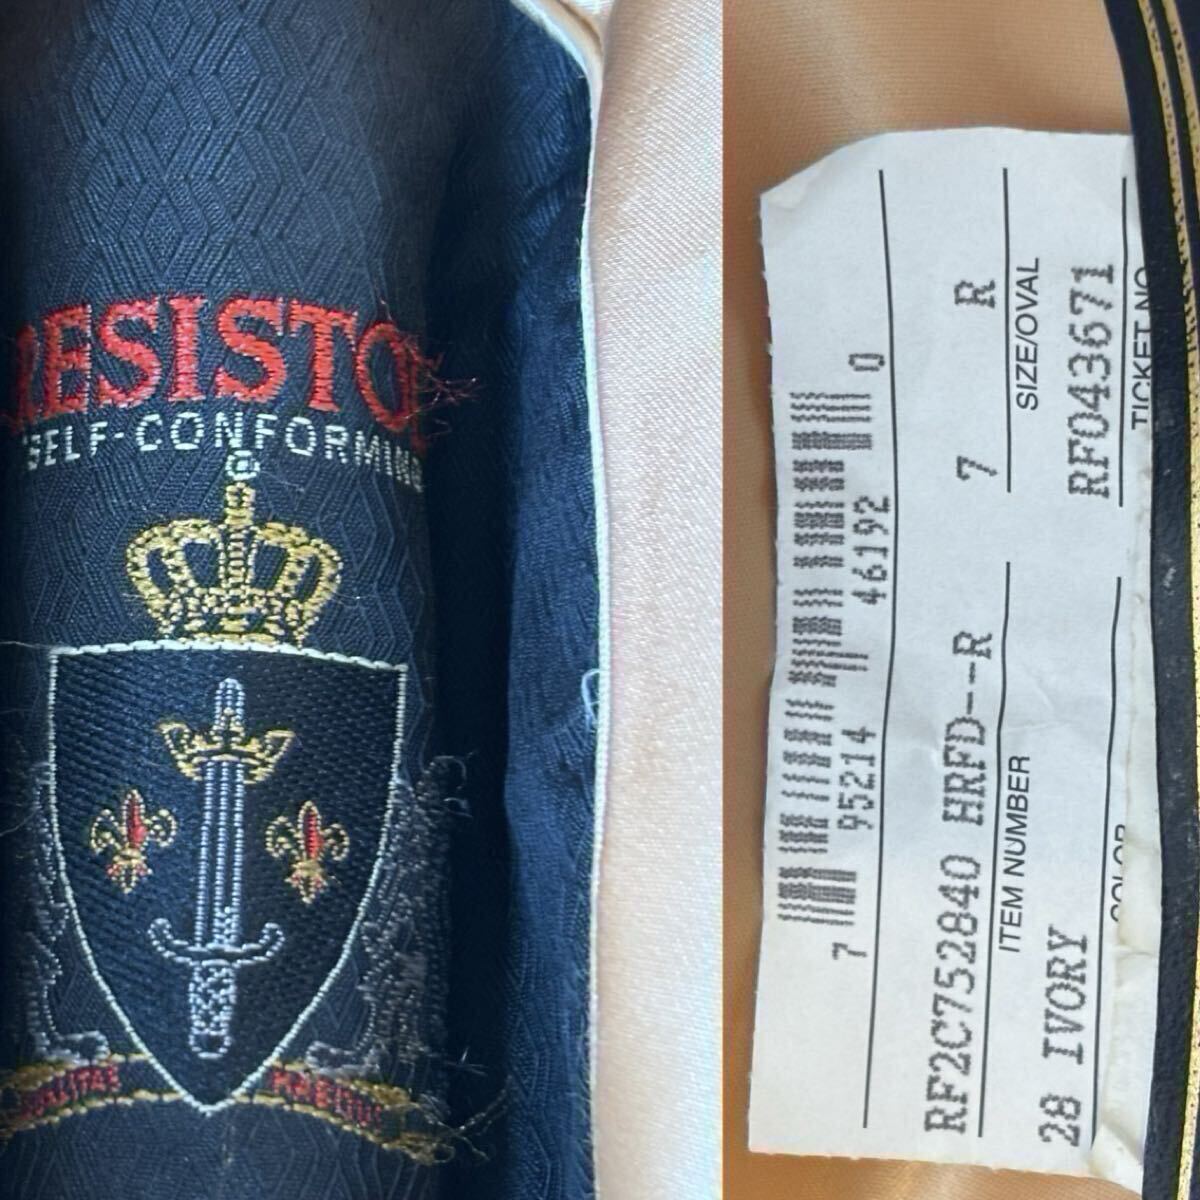 RESISTOL
SELF-CONFORMING
®
7 95214 46192 0
RF2C752840 HRFD--R 7 R
ITEM NUMBER SIZE/OVAL
28 IVORY RF043671
COLOR TICKET NO.